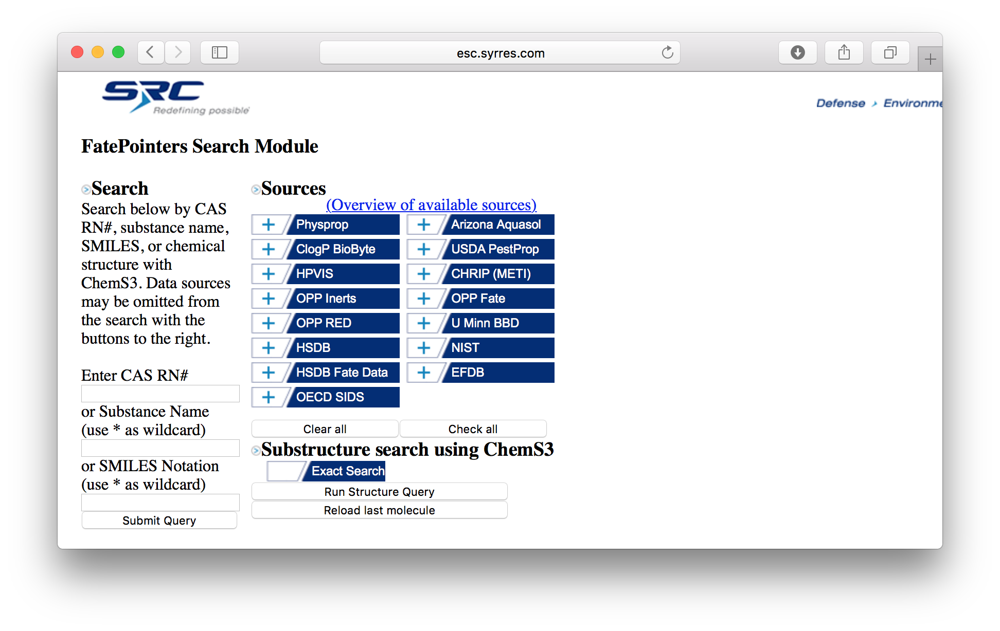 esc.syrres.com
SRC
Redefining possible
Defense Environme
FatePointers Search Module
Search
Search below by CAS
RN#, substance name,
SMILES, or chemical
structure with
ChemS3. Data sources
may be omitted from
the search with the
buttons to the right.
Enter CAS RN#
or Substance Name
(use * as wildcard)
or SMILES Notation
(use * as wildcard)
Submit Query
Sources
(Overview of available sources)
Physprop
Arizona Aquasol
ClogP BioByte
USDA PestProp
HPVIS
CHRIP (METI)
OPP Inerts
OPP Fate
OPP RED
U Minn BBD
HSDB
NIST
HSDB Fate Data
EFDB
OECD SIDS
Clear all
Check all
Substructure search using ChemS3
Exact Search
Run Structure Query
Reload last molecule